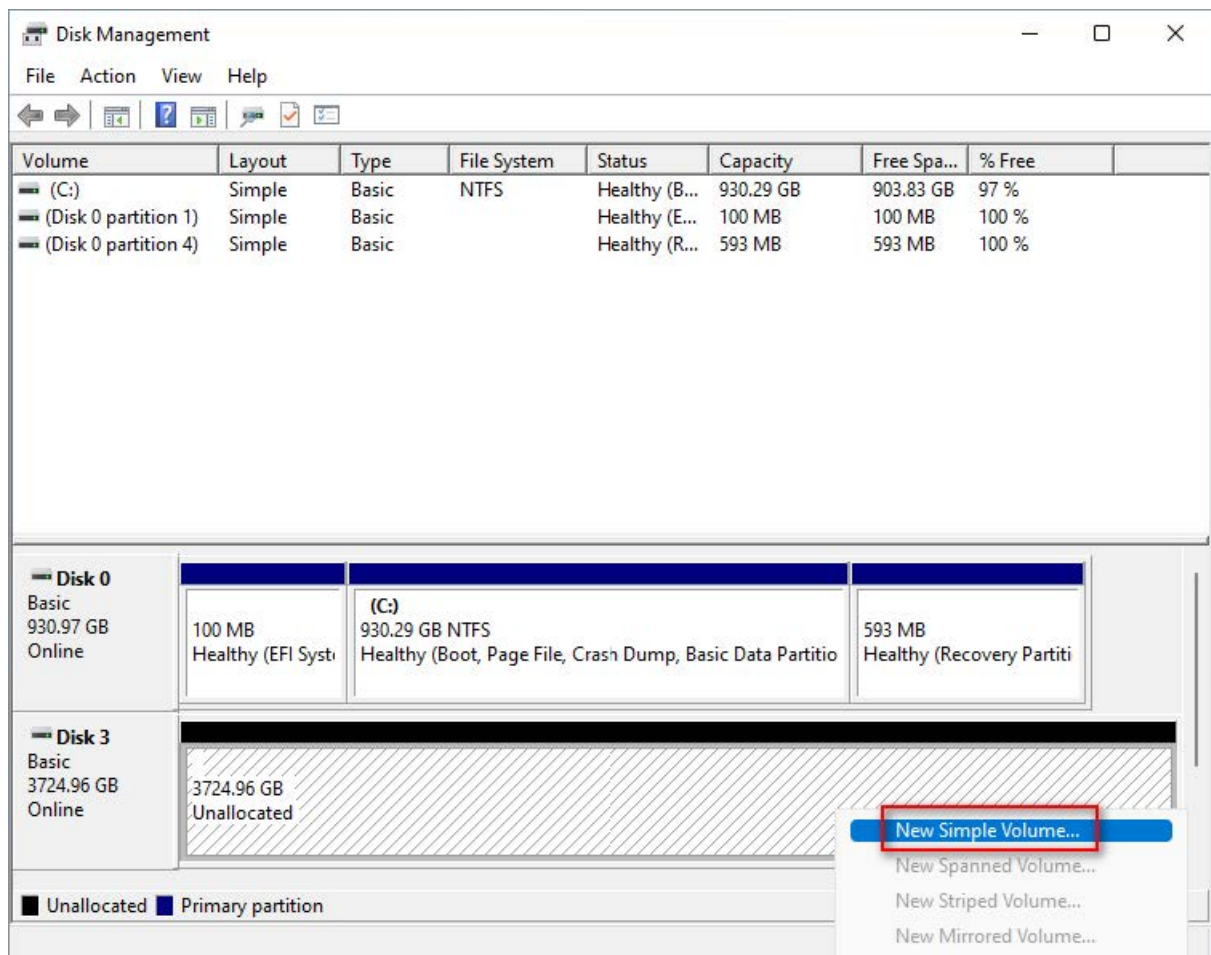 Disk Management
File Action View Help
Volume Layout Type File System Status Capacity Free Spa... % Free
(C:) Simple Basic NTFS Healthy (B... 930.29 GB 903.83 GB 97 %
(Disk 0 partition 1) Simple Basic Healthy (E... 100 MB 100 MB 100 %
(Disk 0 partition 4) Simple Basic Healthy (R... 593 MB 593 MB 100 %
Disk 0
Basic
930.97 GB
Online
100 MB
Healthy (EFI Syste
(C:)
930.29 GB NTFS
Healthy (Boot, Page File, Crash Dump, Basic Data Partitio
593 MB
Healthy (Recovery Partiti
Disk 3
Basic
3724.96 GB
Online
3724.96 GB
Unallocated
New Simple Volume...
New Spanned Volume...
New Striped Volume...
New Mirrored Volume...
Unallocated Primary partition